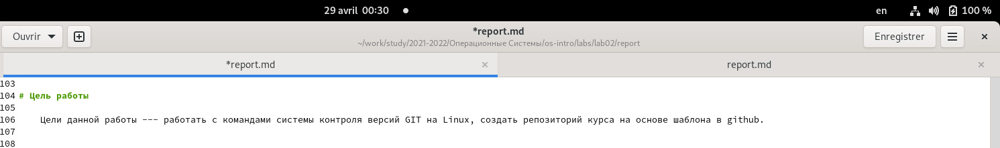 29 avril 00:30
en
100 %
Ouvrir
*report.md
~/work/study/2021-2022/Операционные Системы/os-intro/labs/lab02/report
Enregistrer
*report.md
report.md
103
104 # Цель работы
105
106 Цели данной работы --- работать с командами системы контроля версий GIT на Linux, создать репозиторий курса на основе шаблона в github.
107
108